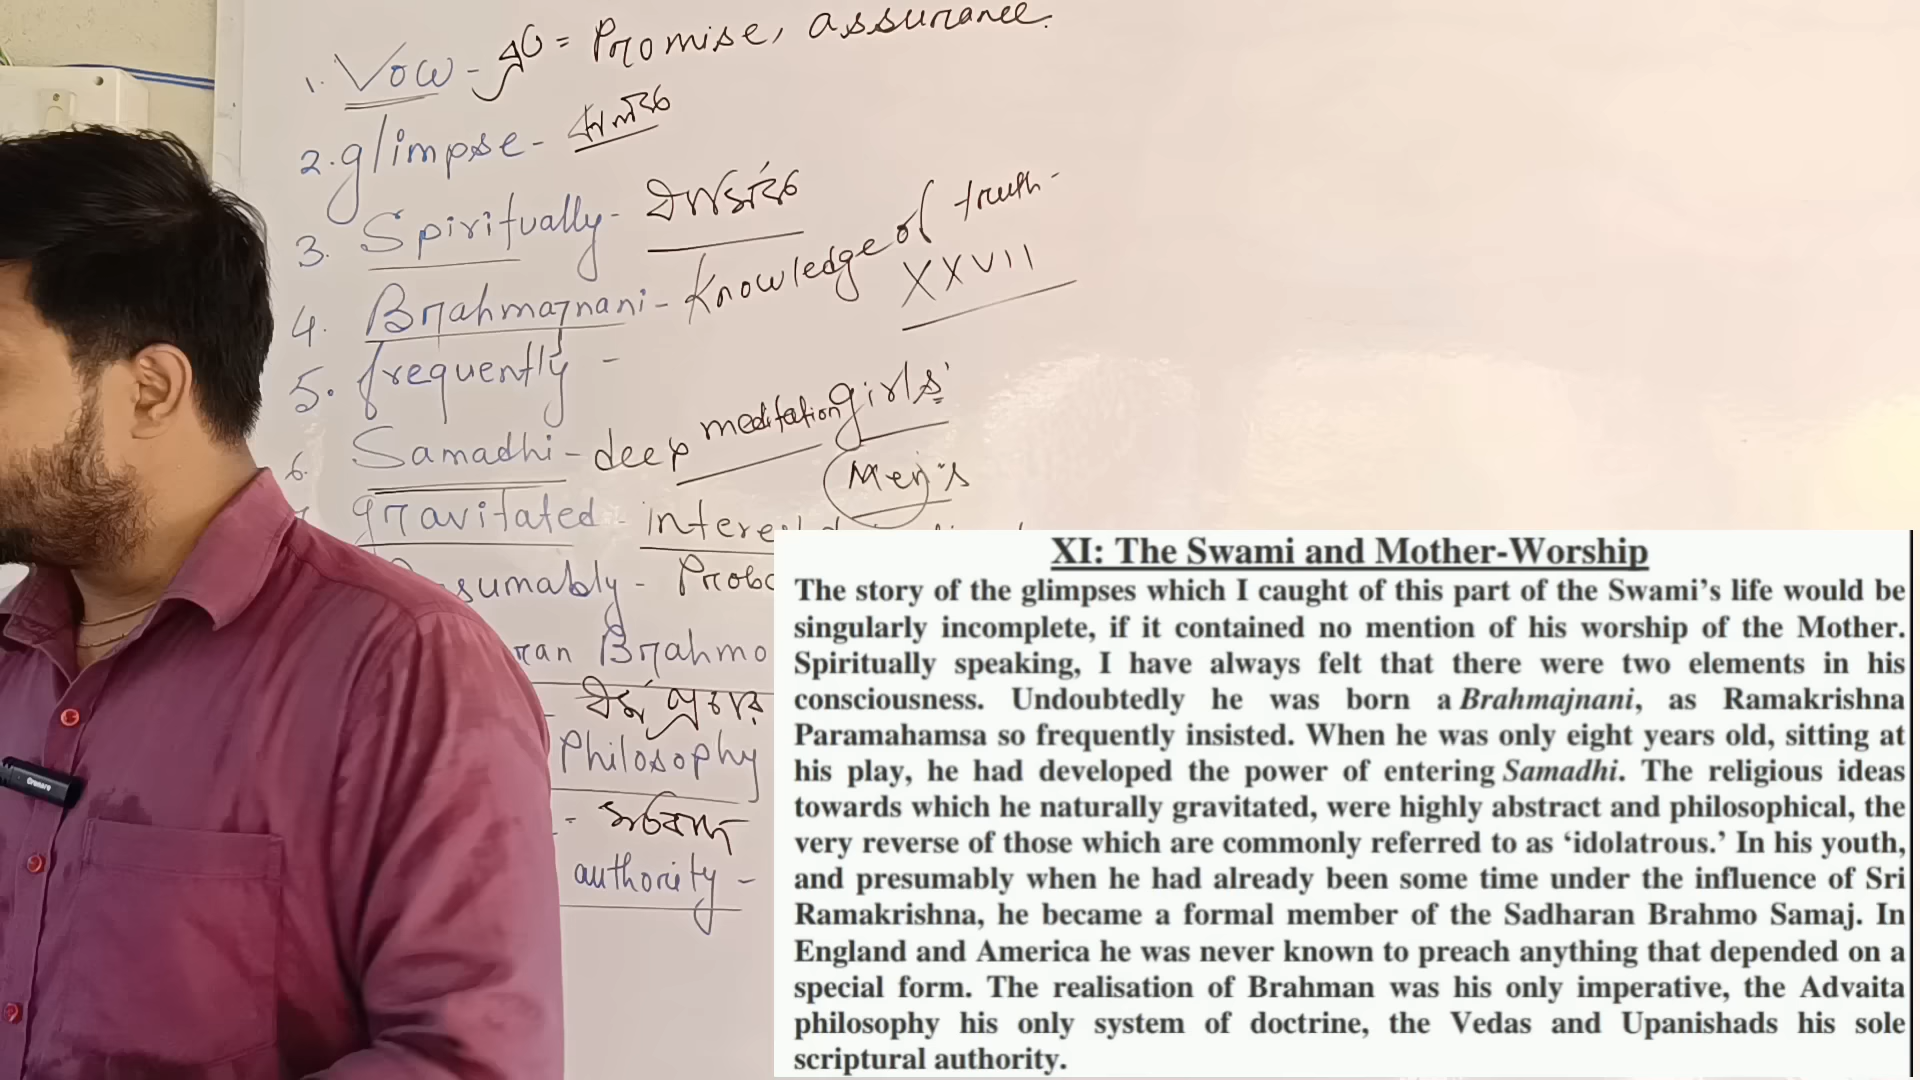 1. Vow - ব্রত = Promise, assurance.
2. glimpse - ঝলক
3. Spiritually -
4. Brahmajnani - Knowledge of truth -
XXVII
5. frequently -
girls'
6. Samadhi - deep meditation
Men's
gravitated - interest
sumably - Proba
ran Brahmo
- ধর্ম প্রচার
Philosophy
- মতবাদ
authority -
XI: The Swami and Mother-Worship
The story of the glimpses which I caught of this part of the Swami's life would be
singularly incomplete, if it contained no mention of his worship of the Mother.
Spiritually speaking, I have always felt that there were two elements in his
consciousness. Undoubtedly he was born a Brahmajnani, as Ramakrishna
Paramahamsa so frequently insisted. When he was only eight years old, sitting at
his play, he had developed the power of entering Samadhi. The religious ideas
towards which he naturally gravitated, were highly abstract and philosophical, the
very reverse of those which are commonly referred to as ‘idolatrous.’ In his youth,
and presumably when he had already been some time under the influence of Sri
Ramakrishna, he became a formal member of the Sadharan Brahmo Samaj. In
England and America he was never known to preach anything that depended on a
special form. The realisation of Brahman was his only imperative, the Advaita
philosophy his only system of doctrine, the Vedas and Upanishads his sole
scriptural authority.